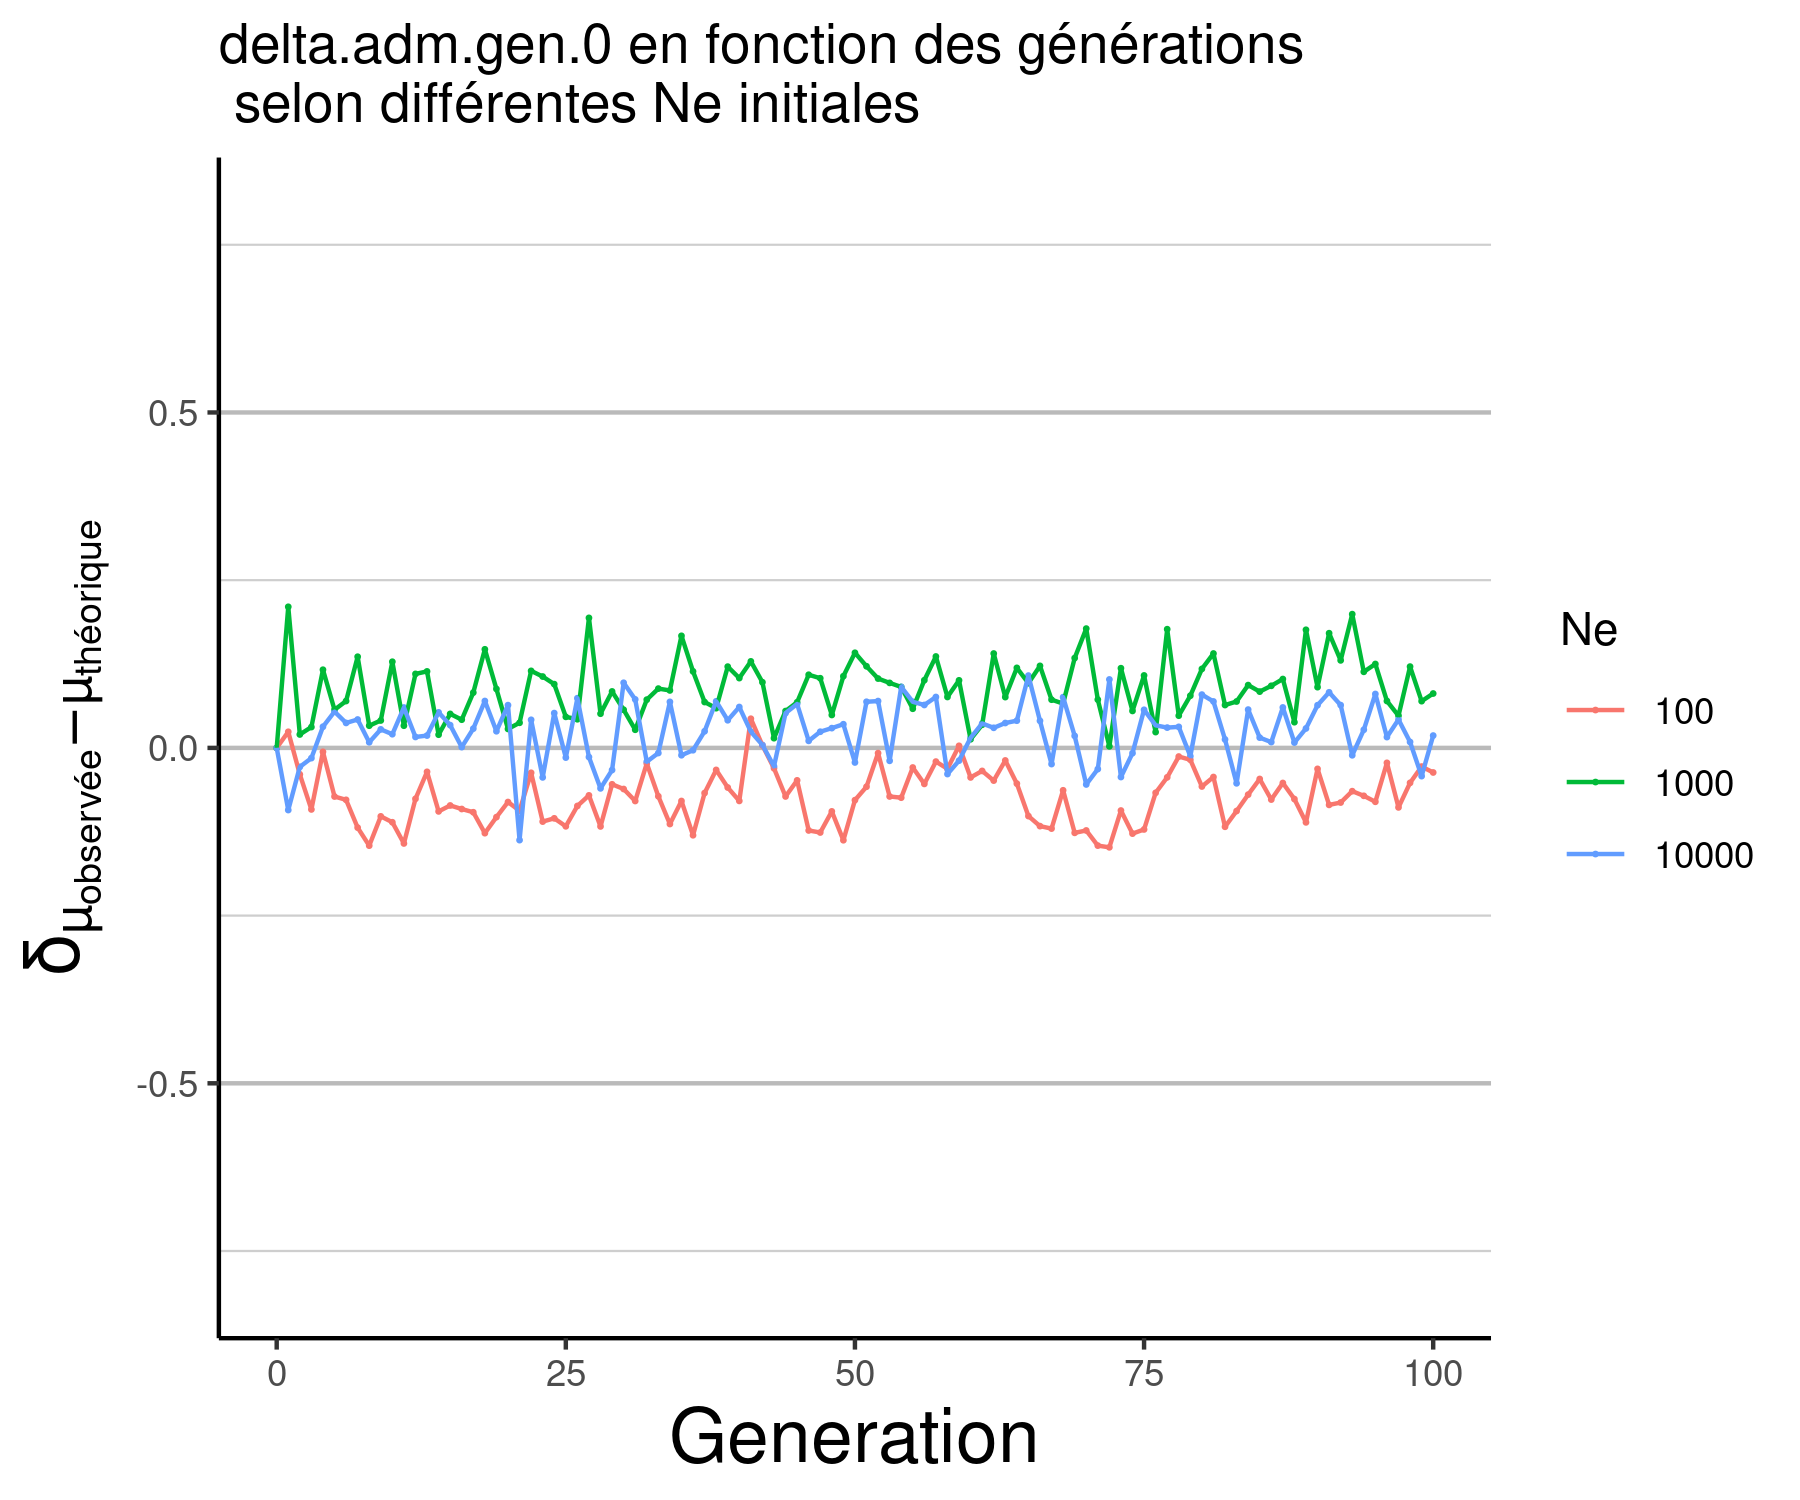 delta.adm.gen.0 en fonction des générations
selon différentes Ne initiales
δμobservée − μthéorique
0.5
0.0
-0.5
0
25
50
75
100
Generation
Ne
100
1000
10000